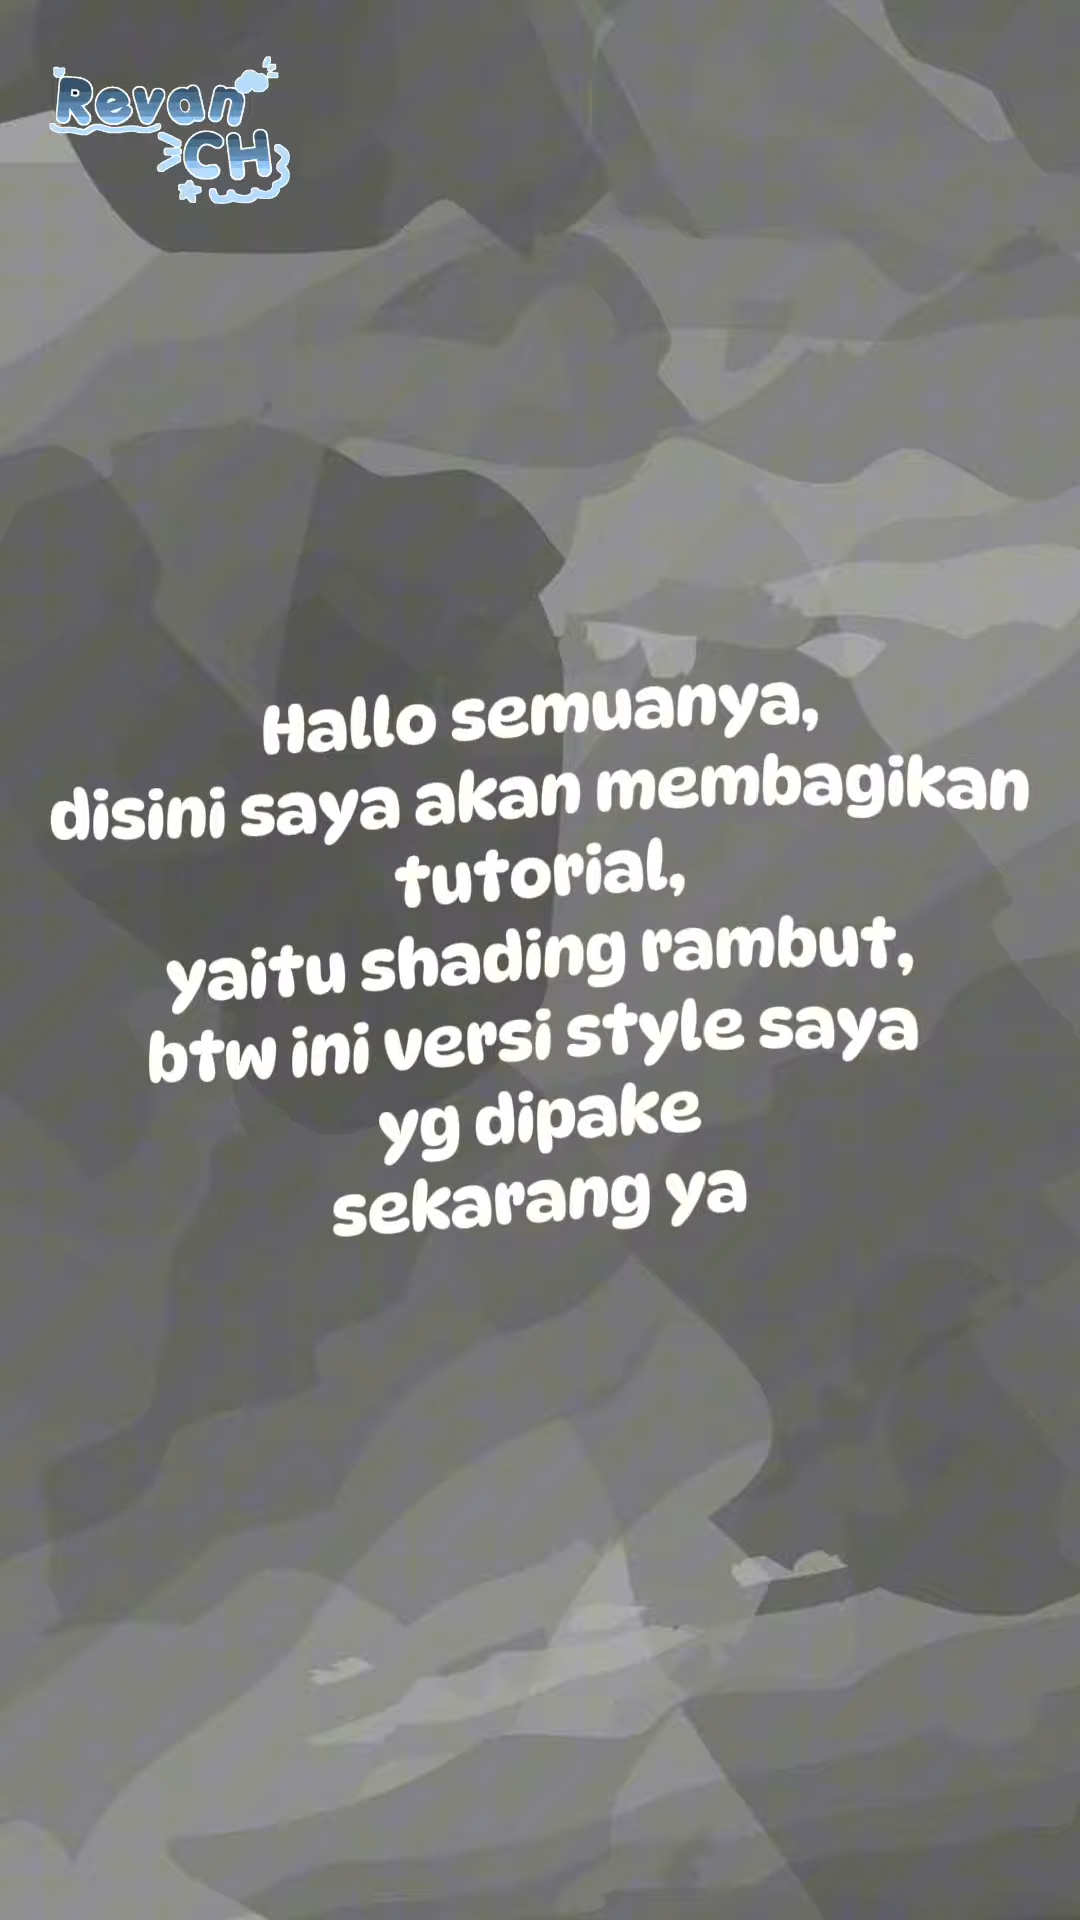 Revan
CH
Hallo semuanya,
disini saya akan membagikan
tutorial,
yaitu shading rambut,
btw ini versi style saya
yg dipake
sekarang ya